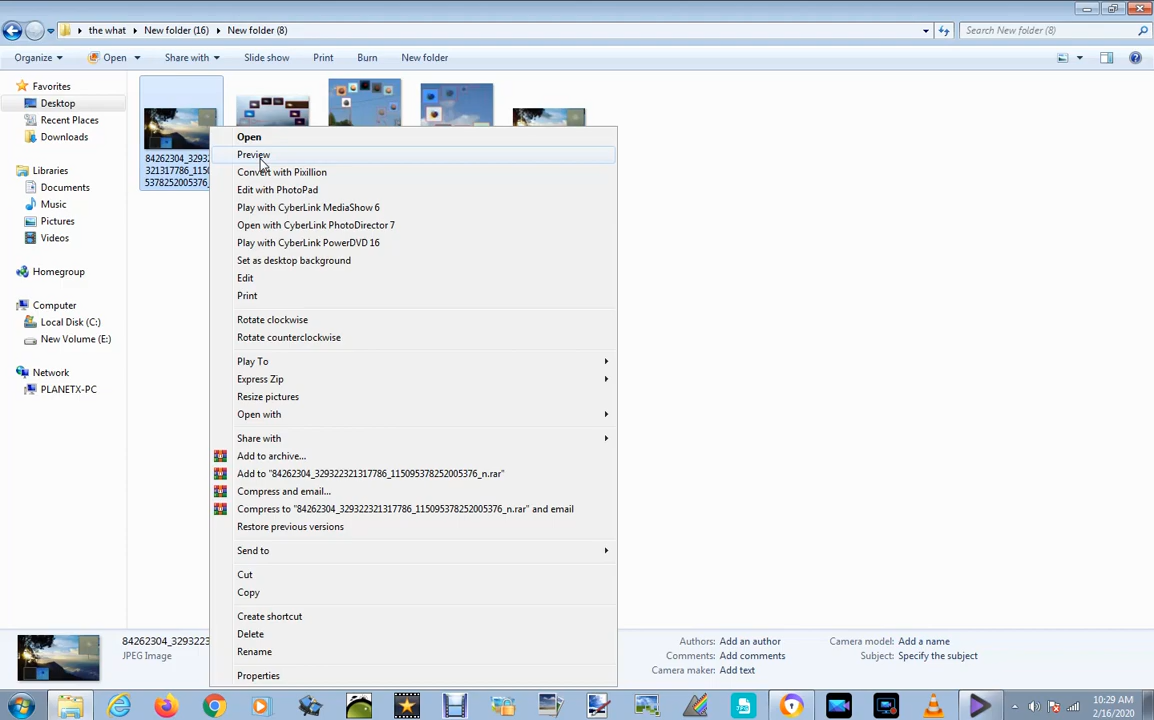 the what
New folder (16)
New folder (8)
Search New folder (8)
Organize
Open
Share with
Slide show
Print
Burn
New folder
Favorites
Desktop
Recent Places
Downloads
Libraries
Documents
Music
Pictures
Videos
Homegroup
Computer
Local Disk (C:)
New Volume (E:)
Network
PLANETX-PC
84262304_3293
321317786_115
5378252005376_
Open
Preview
Convert with Pixillion
Edit with PhotoPad
Play with CyberLink MediaShow 6
Open with CyberLink PhotoDirector 7
Play with CyberLink PowerDVD 16
Set as desktop background
Edit
Print
Rotate clockwise
Rotate counterclockwise
Play To
Express Zip
Resize pictures
Open with
Share with
Add to archive...
Add to "84262304_329322321317786_115095378252005376_n.rar"
Compress and email...
Compress to "84262304_329322321317786_115095378252005376_n.rar" and email
Restore previous versions
Send to
Cut
Copy
Create shortcut
Delete
Rename
Properties
84262304_329322
JPEG Image
Authors: Add an author
Comments: Add comments
Camera maker: Add text
Camera model: Add a name
Subject: Specify the subject
10:29 AM
2/16/2020